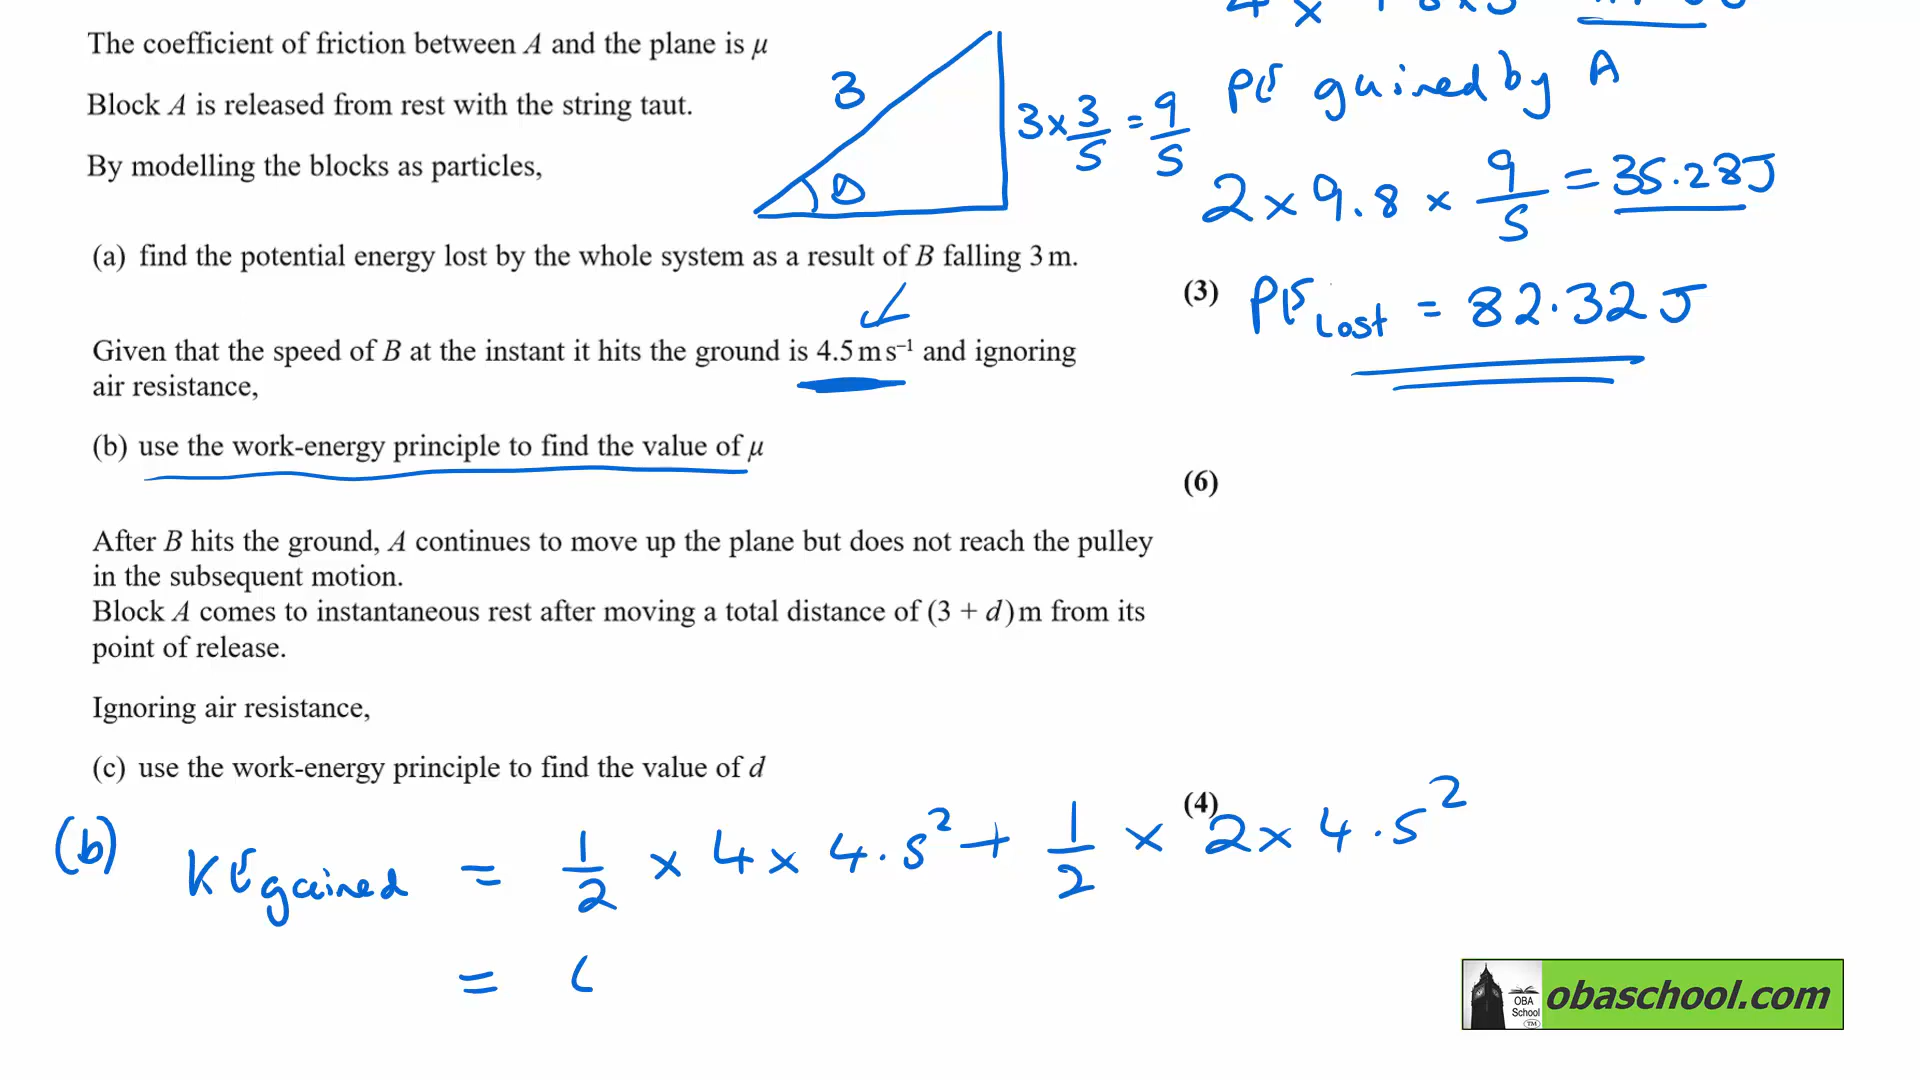 The coefficient of friction between A and the plane is μ
Block A is released from rest with the string taut.
By modelling the blocks as particles,
3
θ
3 × 3/5 = 9/5
PE gained by A
2 × 9.8 × 9/5 = 35.28J
(a) find the potential energy lost by the whole system as a result of B falling 3 m.
(3)
PE Lost = 82.32 J
Given that the speed of B at the instant it hits the ground is 4.5 m s⁻¹ and ignoring
air resistance,
(b) use the work-energy principle to find the value of μ
(6)
After B hits the ground, A continues to move up the plane but does not reach the pulley
in the subsequent motion.
Block A comes to instantaneous rest after moving a total distance of (3 + d) m from its
point of release.
Ignoring air resistance,
(c) use the work-energy principle to find the value of d
(4)
(b) KE gained = 1/2 × 4 × 4.5² + 1/2 × 2 × 4.5²
=
OBA
School
TM
obaschool.com